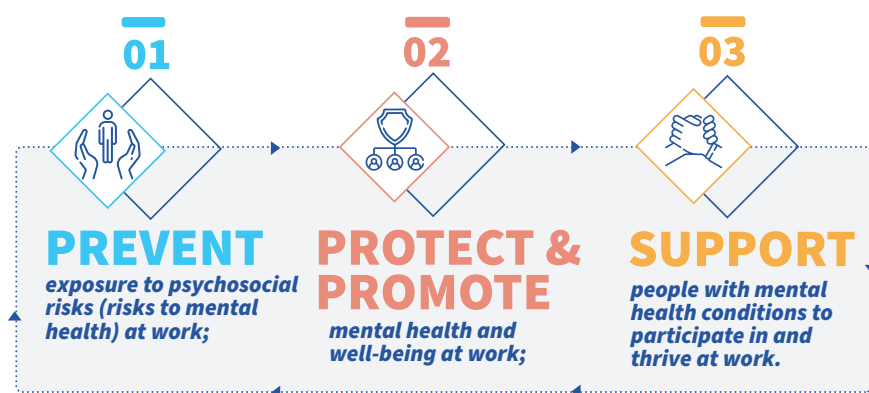 01
PREVENT
exposure to psychosocial
risks (risks to mental
health) at work;
02
PROTECT &
PROMOTE
mental health and
well-being at work;
03
SUPPORT
people with mental
health conditions to
participate in and
thrive at work.